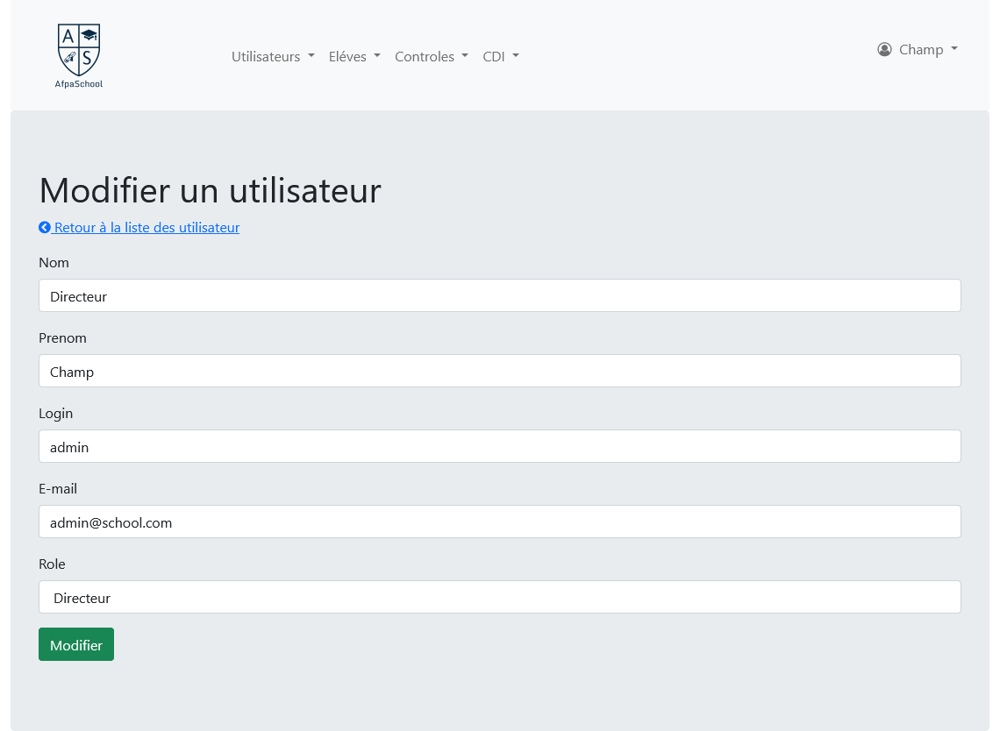 A
S
AfpaSchool
Utilisateurs
Eléves
Controles
CDI
Champ
Modifier un utilisateur
Retour à la liste des utilisateur
Nom
Directeur
Prenom
Champ
Login
admin
E-mail
admin@school.com
Role
Directeur
Modifier